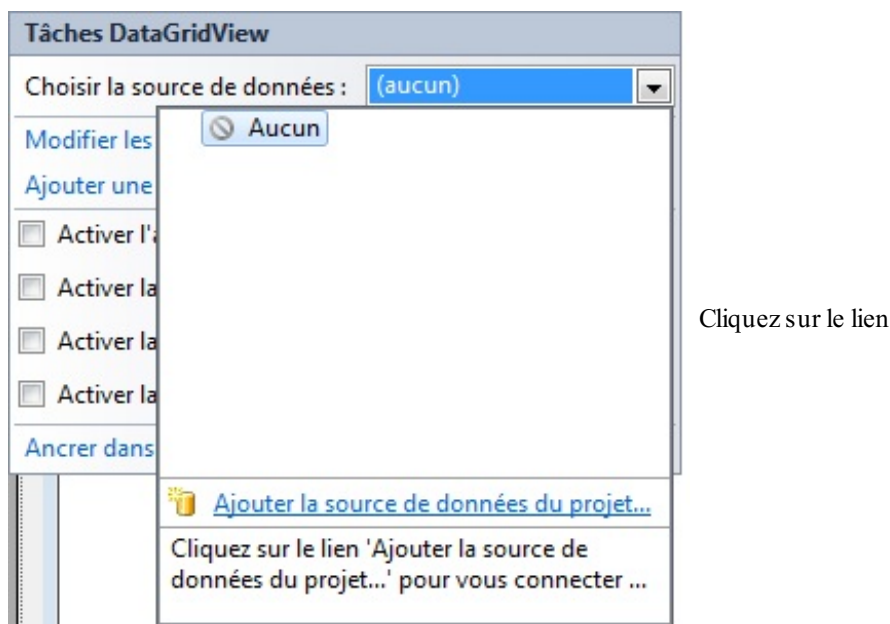 Tâches DataGridView
Choisir la source de données : (aucun)
Aucun
Modifier les
Ajouter une
Activer l'a
Activer la
Activer la
Activer la
Ancrer dans
Ajouter la source de données du projet...
Cliquez sur le lien 'Ajouter la source de
données du projet...' pour vous connecter ...
Cliquez sur le lien